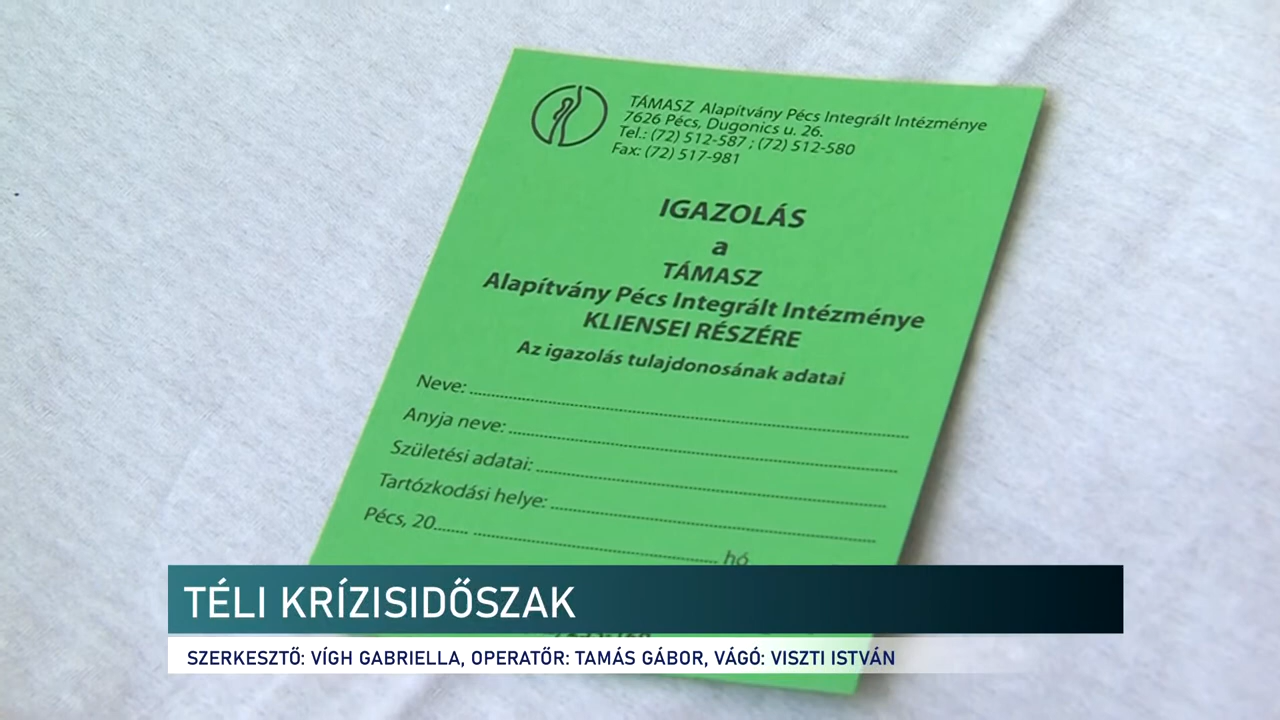 TÁMASZ Alapítvány Pécs Integrált Intézménye
7626 Pécs, Dugonics u. 26.
Tel.: (72) 512-587 ; (72) 512-580
Fax: (72) 517-981
IGAZOLÁS
a
TÁMASZ
Alapítvány Pécs Integrált Intézménye
KLIENSEI RÉSZÉRE
Az igazolás tulajdonosának adatai
Neve:
Anyja neve:
Születési adatai:
Tartózkodási helye:
Pécs, 20...... .......................................... hó
TÉLI KRÍZISIDŐSZAK
SZERKESZTŐ: VÍGH GABRIELLA, OPERATŐR: TAMÁS GÁBOR, VÁGÓ: VISZTI ISTVÁN